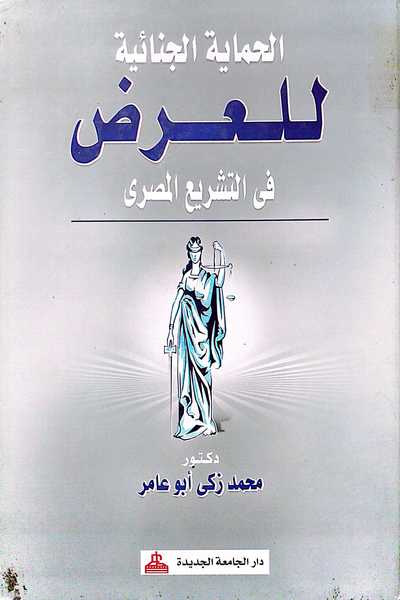 الحماية الجنائية
للعرض
فى التشريع المصرى
دكتور
محمد زكى أبو عامر
دار الجامعة الجديدة